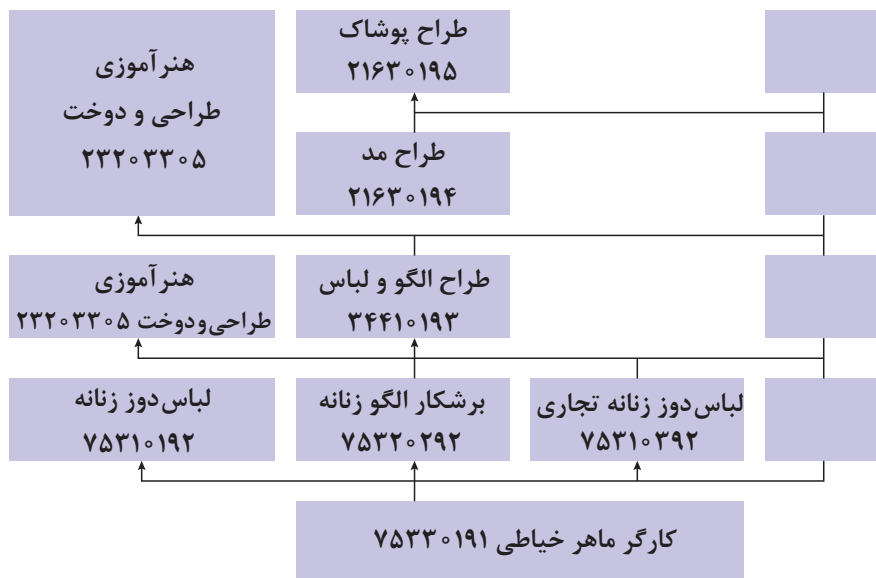 طراح پوشاک
۲۱۶۳۰۱۹۵
هنرآموزی
طراحی و دوخت
۲۳۲۰۳۳۰۵
طراح مد
۲۱۶۳۰۱۹۴
طراح الگو و لباس
۳۴۴۱۰۱۹۳
هنرآموزی
طراحی‌ودوخت ۲۳۲۰۳۳۰۵
لباس‌دوز زنانه تجاری
۷۵۳۱۰۳۹۲
برشکار الگو زنانه
۷۵۳۲۰۲۹۲
لباس‌دوز زنانه
۷۵۳۱۰۱۹۲
کارگر ماهر خیاطی ۷۵۳۳۰۱۹۱